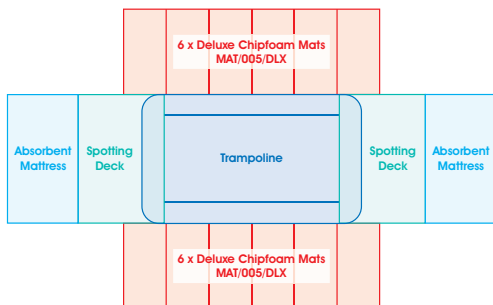 6 x Deluxe Chipfoam Mats
MAT/005/DLX
Absorbent
Mattress
Spotting
Deck
Trampoline
Spotting
Deck
Absorbent
Mattress
6 x Deluxe Chipfoam Mats
MAT/005/DLX